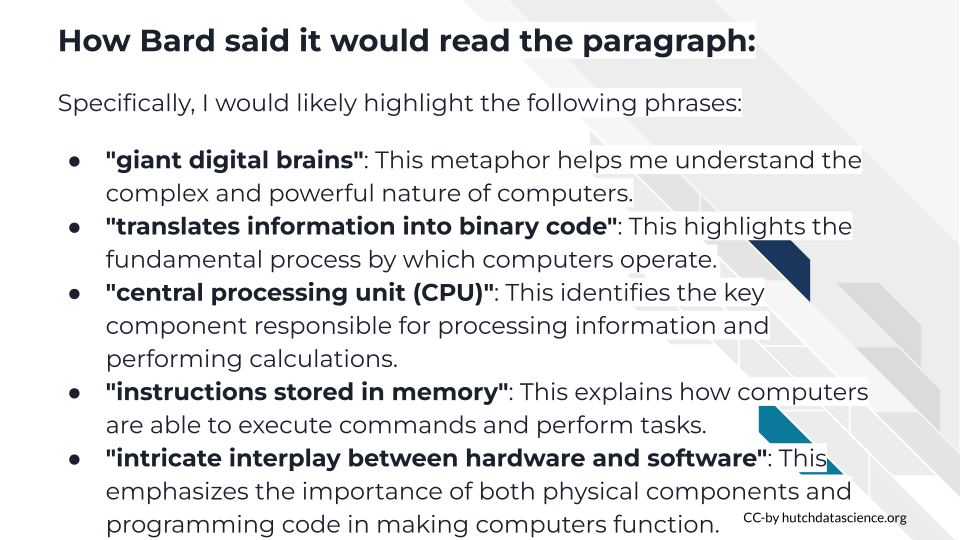 How Bard said it would read the paragraph:
Specifically, I would likely highlight the following phrases:
● "giant digital brains": This metaphor helps me understand the
complex and powerful nature of computers.
● "translates information into binary code": This highlights the
fundamental process by which computers operate.
● "central processing unit (CPU)": This identifies the key
component responsible for processing information and
performing calculations.
● "instructions stored in memory": This explains how computers
are able to execute commands and perform tasks.
● "intricate interplay between hardware and software": This
emphasizes the importance of both physical components and
programming code in making computers function.
CC-by hutchdatascience.org